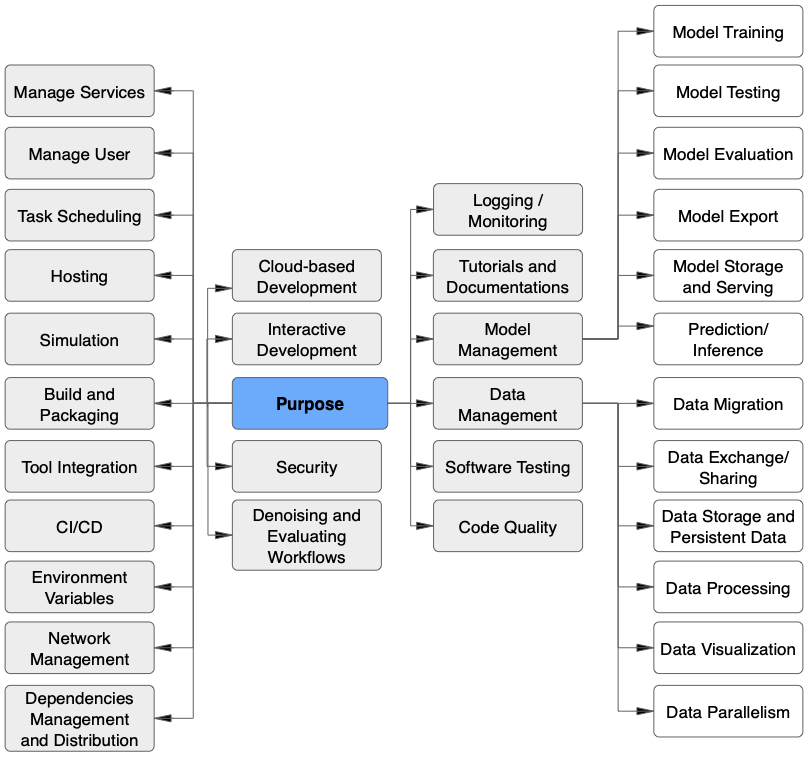 Manage Services
Manage User
Task Scheduling
Hosting
Simulation
Build and
Packaging
Tool Integration
CI/CD
Environment
Variables
Network
Management
Dependencies
Management
and Distribution
Cloud-based
Development
Interactive
Development
Purpose
Security
Denoising and
Evaluating
Workflows
Logging /
Monitoring
Tutorials and
Documentations
Model
Management
Data
Management
Software Testing
Code Quality
Model Training
Model Testing
Model Evaluation
Model Export
Model Storage
and Serving
Prediction/
Inference
Data Migration
Data Exchange/
Sharing
Data Storage and
Persistent Data
Data Processing
Data Visualization
Data Parallelism